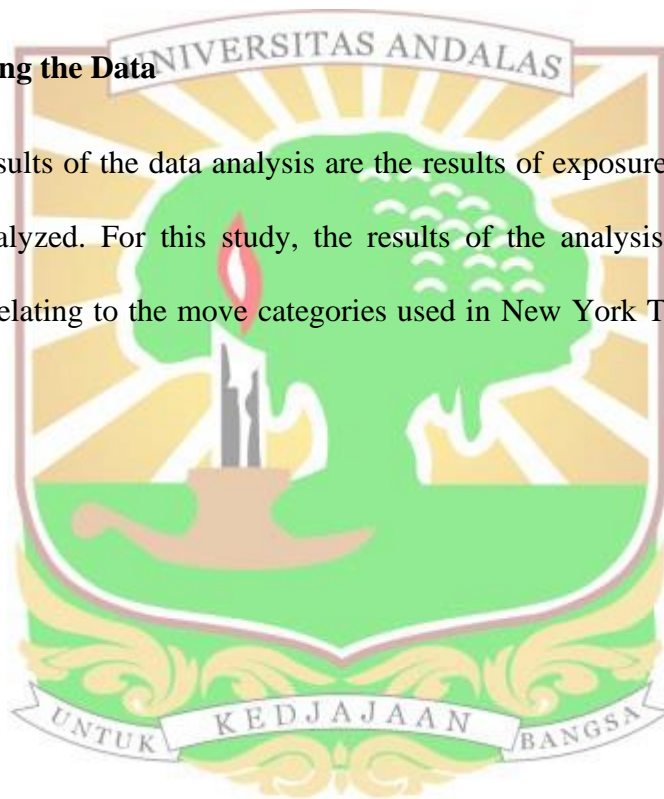 UNIVERSITAS ANDALAS
ng the Data
sults of the data analysis are the results of exposure
alyzed. For this study, the results of the analysis
elating to the move categories used in New York T
UNTUK KEDJAJAAN BANGSA